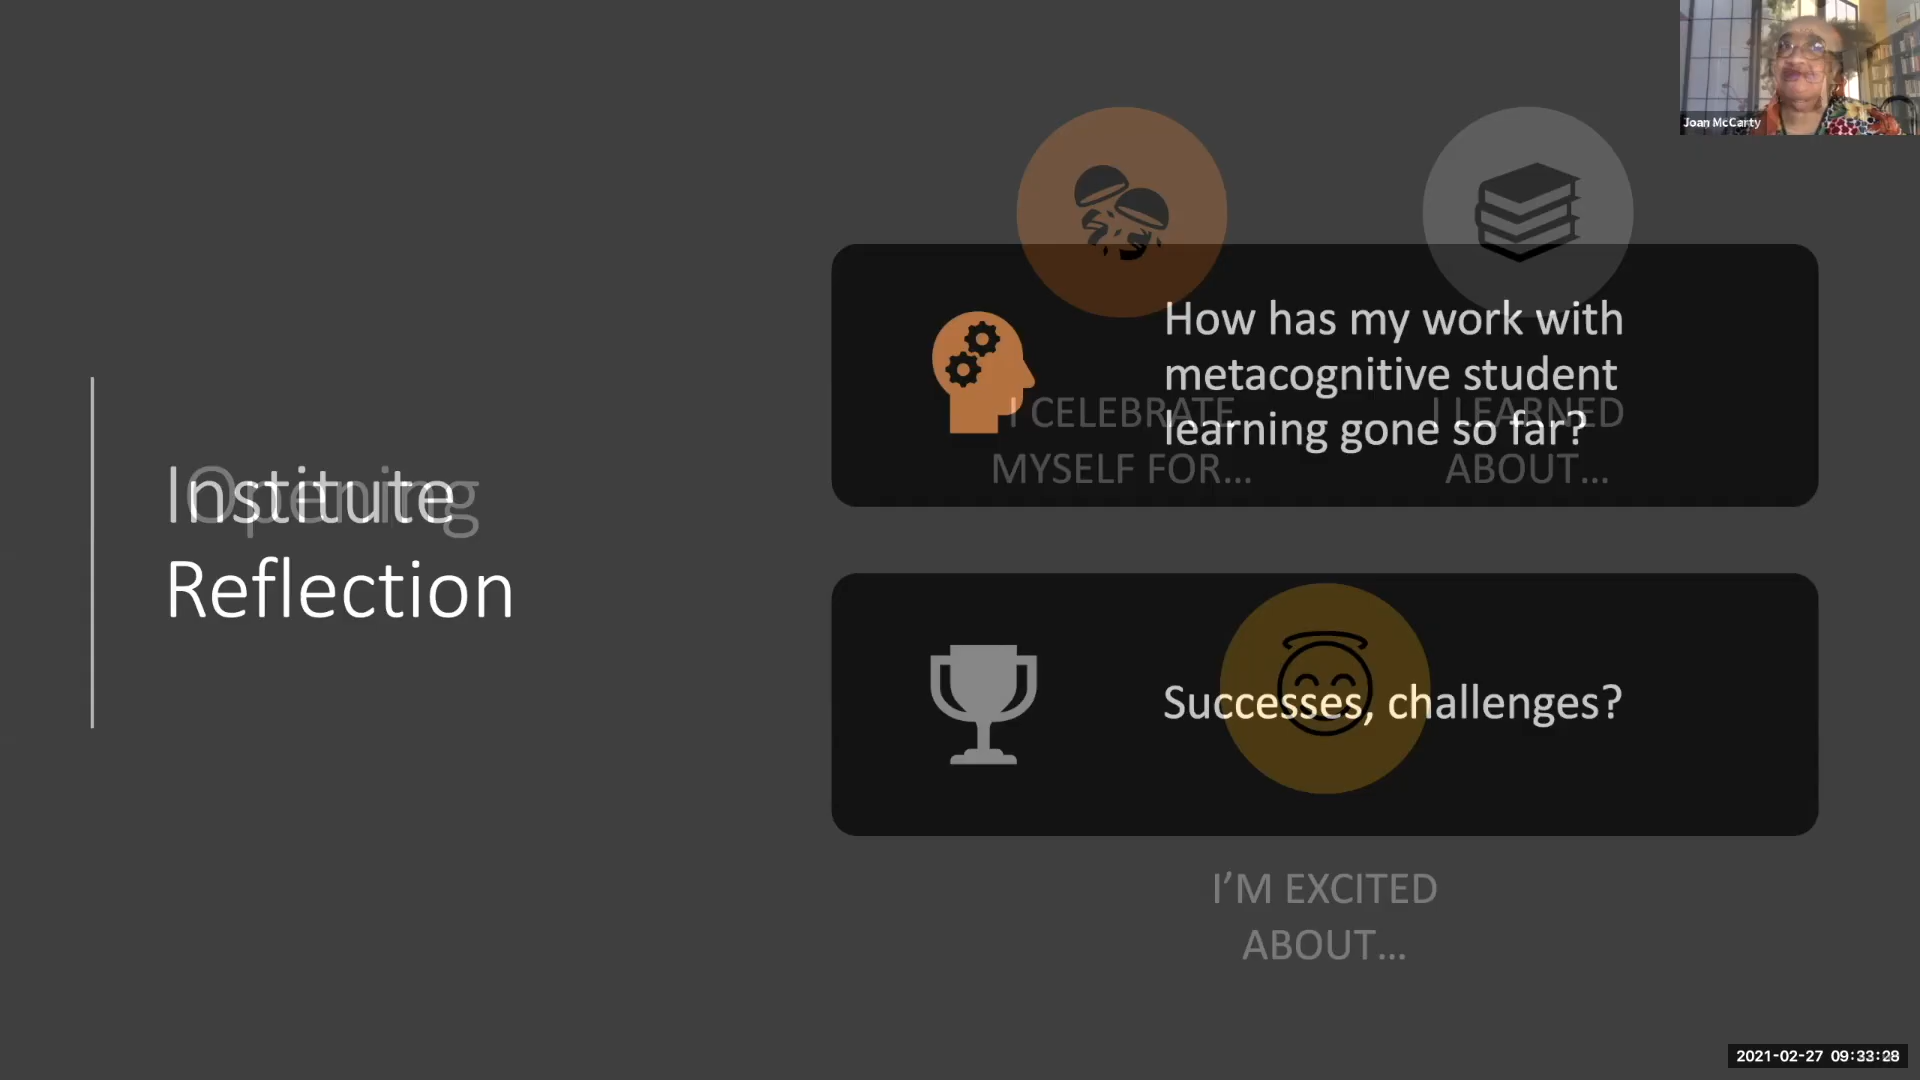 Joan McCarty
Opening
Institute
Reflection
How has my work with
metacognitive student
learning gone so far?
I CELEBRATE
MYSELF FOR...
I LEARNED
ABOUT...
Successes, challenges?
I’M EXCITED
ABOUT...
2021-02-27 09:33:28